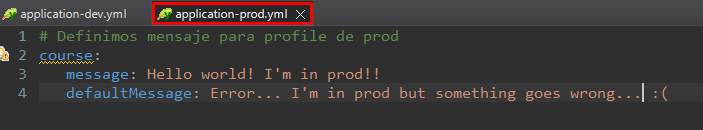 application-dev.yml application-prod.yml
1 # Definimos mensaje para profile de prod
2 course:
3 message: Hello world! I'm in prod!!
4 defaultMessage: Error... I'm in prod but something goes wrong... :(